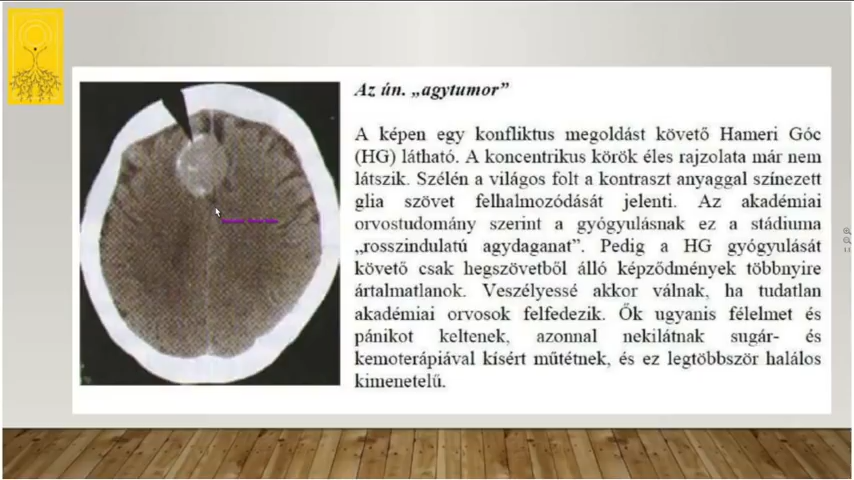 Az ún. „agytumor”
A képen egy konfliktus megoldást követő Hameri Góc
(HG) látható. A koncentrikus körök éles rajzolata már nem
látszik. Szélén a világos folt a kontraszt anyaggal színezett
glia szövet felhalmozódását jelenti. Az akadémiai
orvostudomány szerint a gyógyulásnak ez a stádiuma
„rosszindulatú agydaganat”. Pedig a HG gyógyulását
követő csak hegszövetből álló képződmények többnyire
ártalmatlanok. Veszélyessé akkor válnak, ha tudatlan
akadémiai orvosok felfedezik. Ők ugyanis félelmet és
pánikot keltenek, azonnal nekilátnak sugár- és
kemoterápiával kísért műtétnek, és ez legtöbbször halálos
kimenetelű.